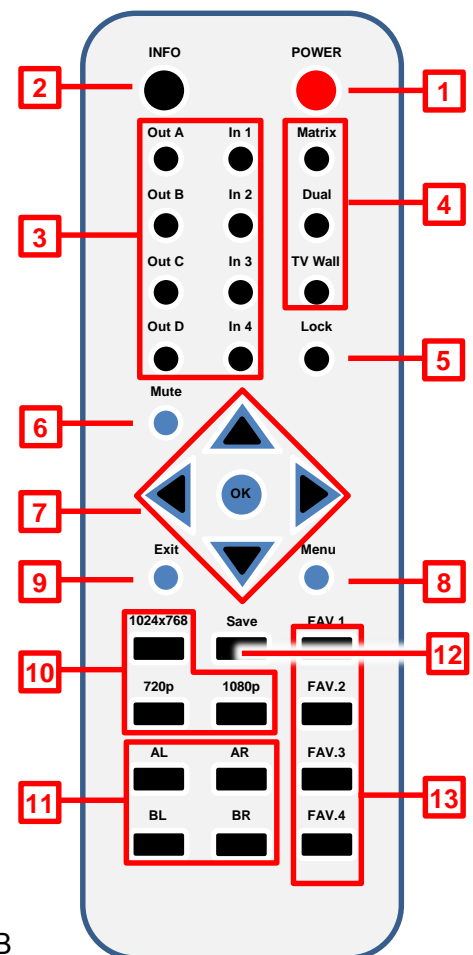 INFO POWER
2 1
Out A In 1 Matrix
Out B In 2 Dual
3 4
Out C In 3 TV Wall
Out D In 4 Lock
5
Mute
6
OK
7
Exit Menu
9 8
1024x768 Save FAV.1
12
10
720p 1080p FAV.2
AL AR FAV.3
11 13
BL BR FAV.4
B